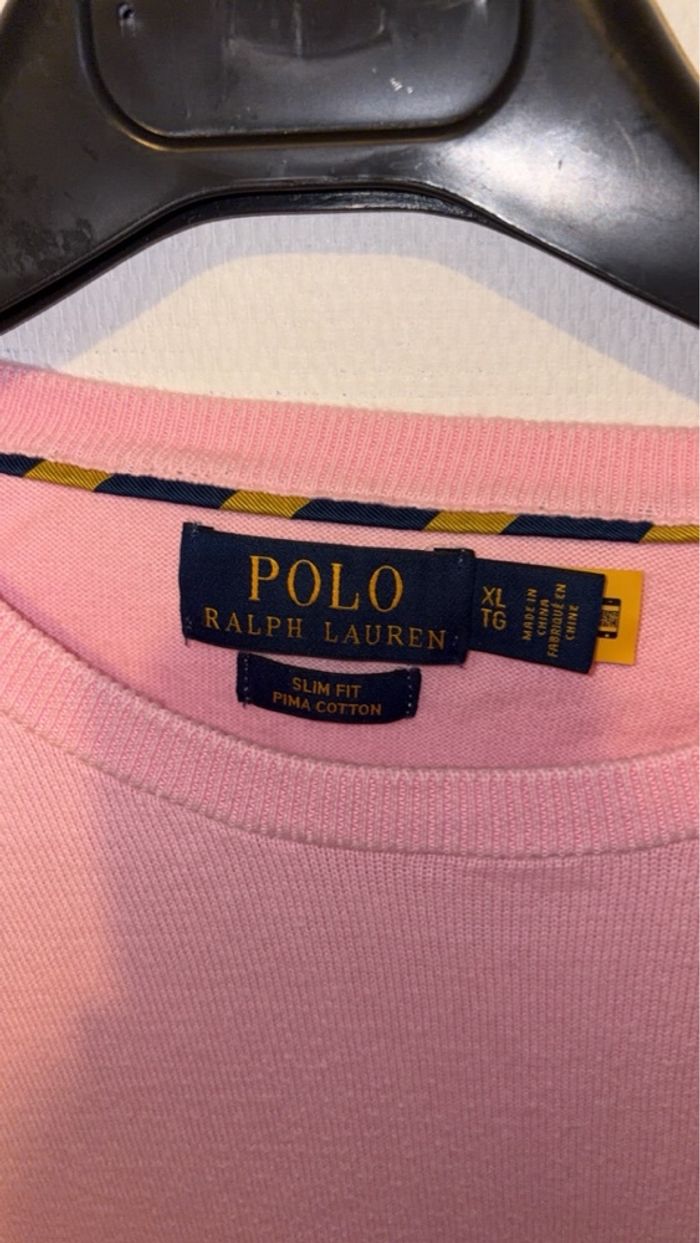 POLO
RALPH LAUREN
XL
TG
MADE IN
CHINA
FABRIQUÉ EN
CHINE
SLIM FIT
PIMA COTTON